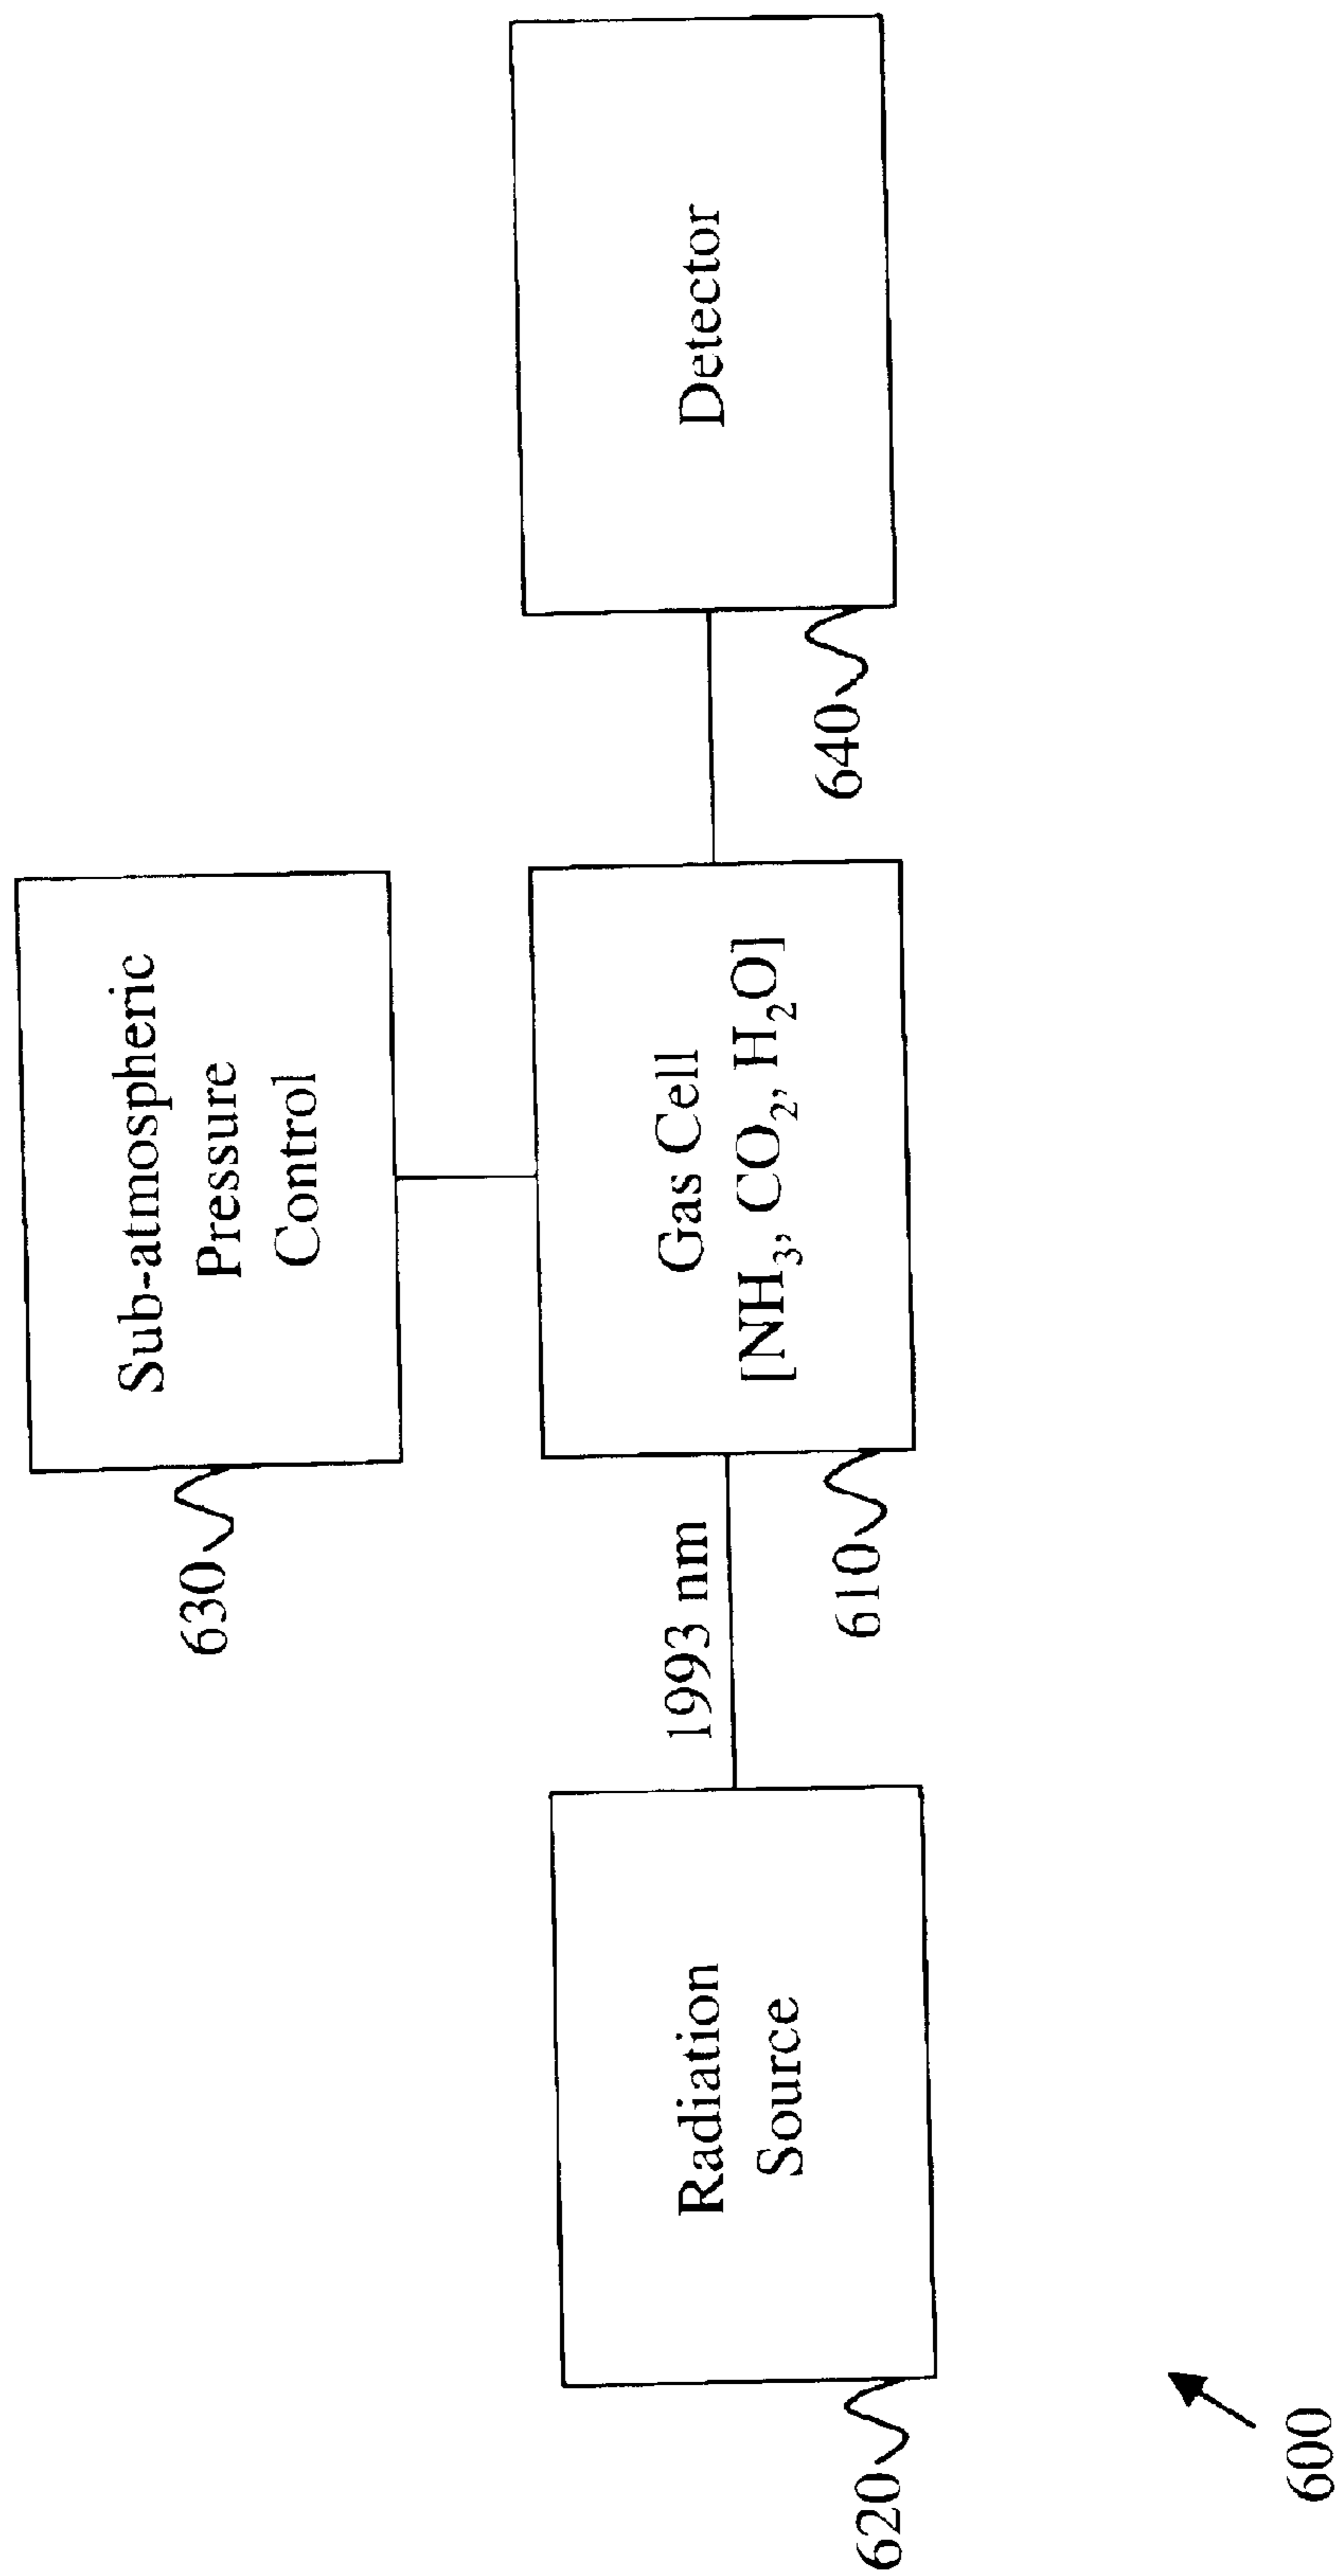 Sub-atmospheric
Pressure
Control
630
Radiation
Source
620
1993 nm
Gas Cell
[NH₃, CO₂, H₂O]
610
Detector
640
600